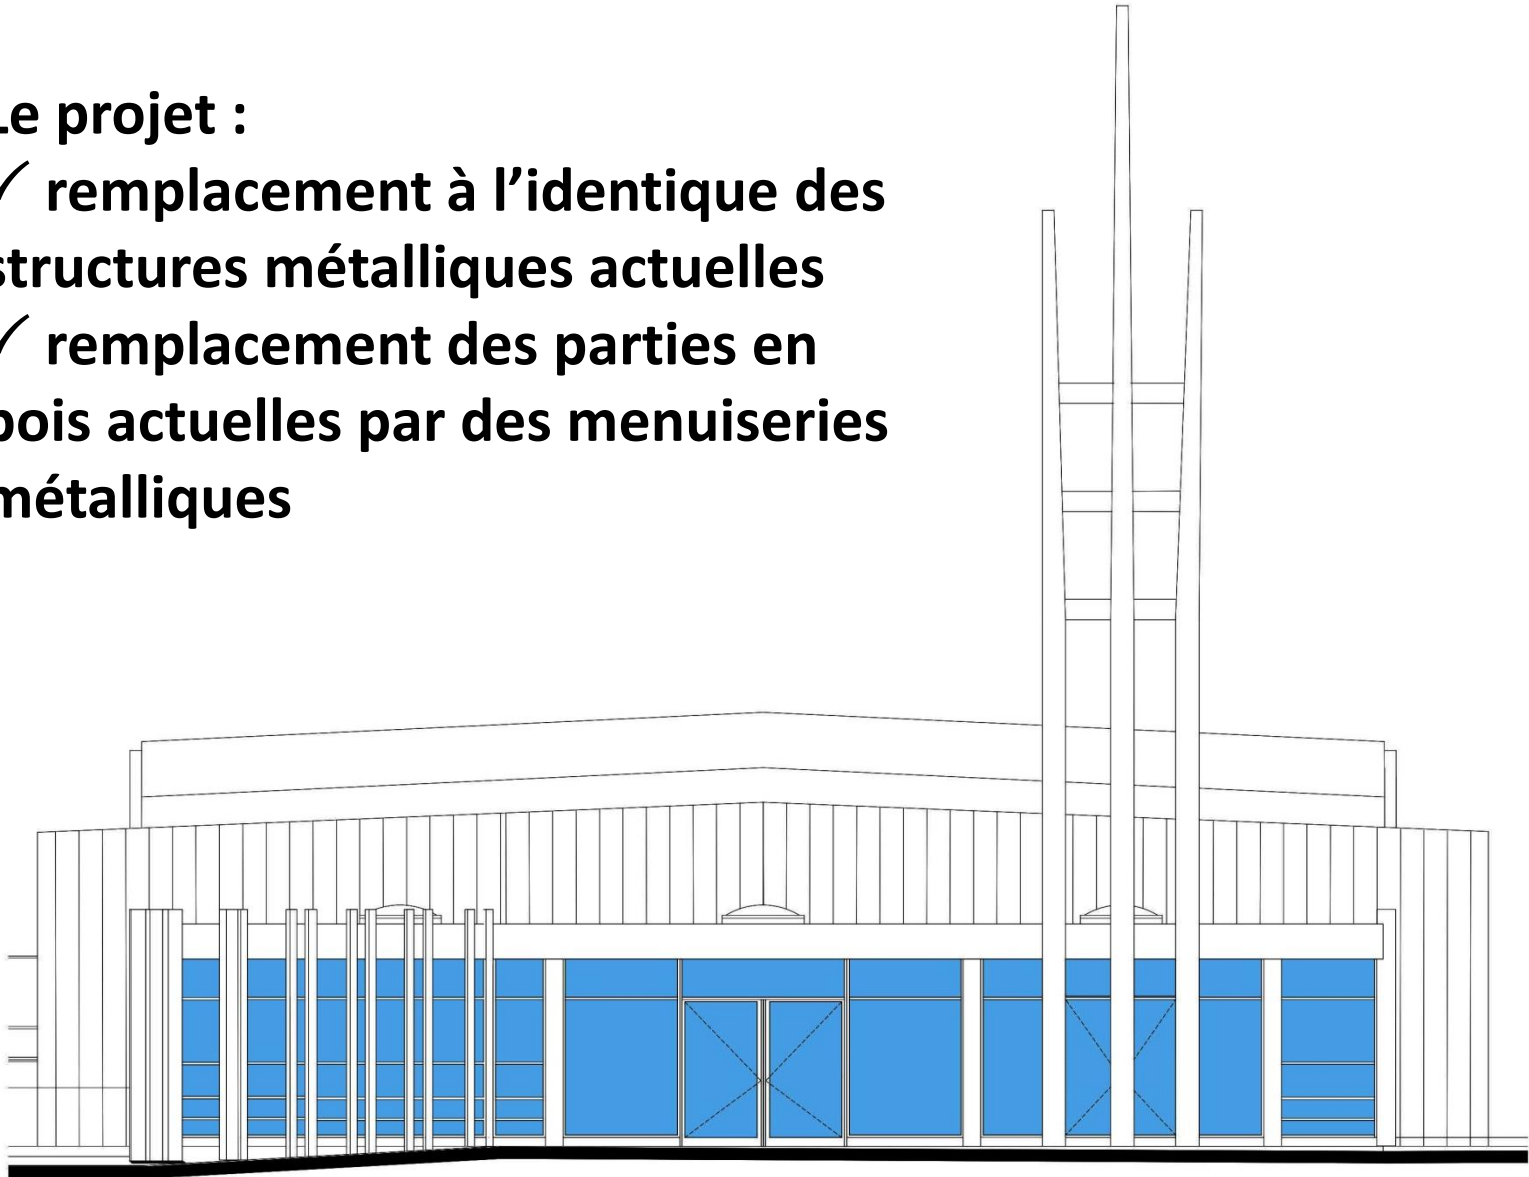 Le projet :
✓ remplacement à l’identique des
structures métalliques actuelles
✓ remplacement des parties en
bois actuelles par des menuiseries
métalliques